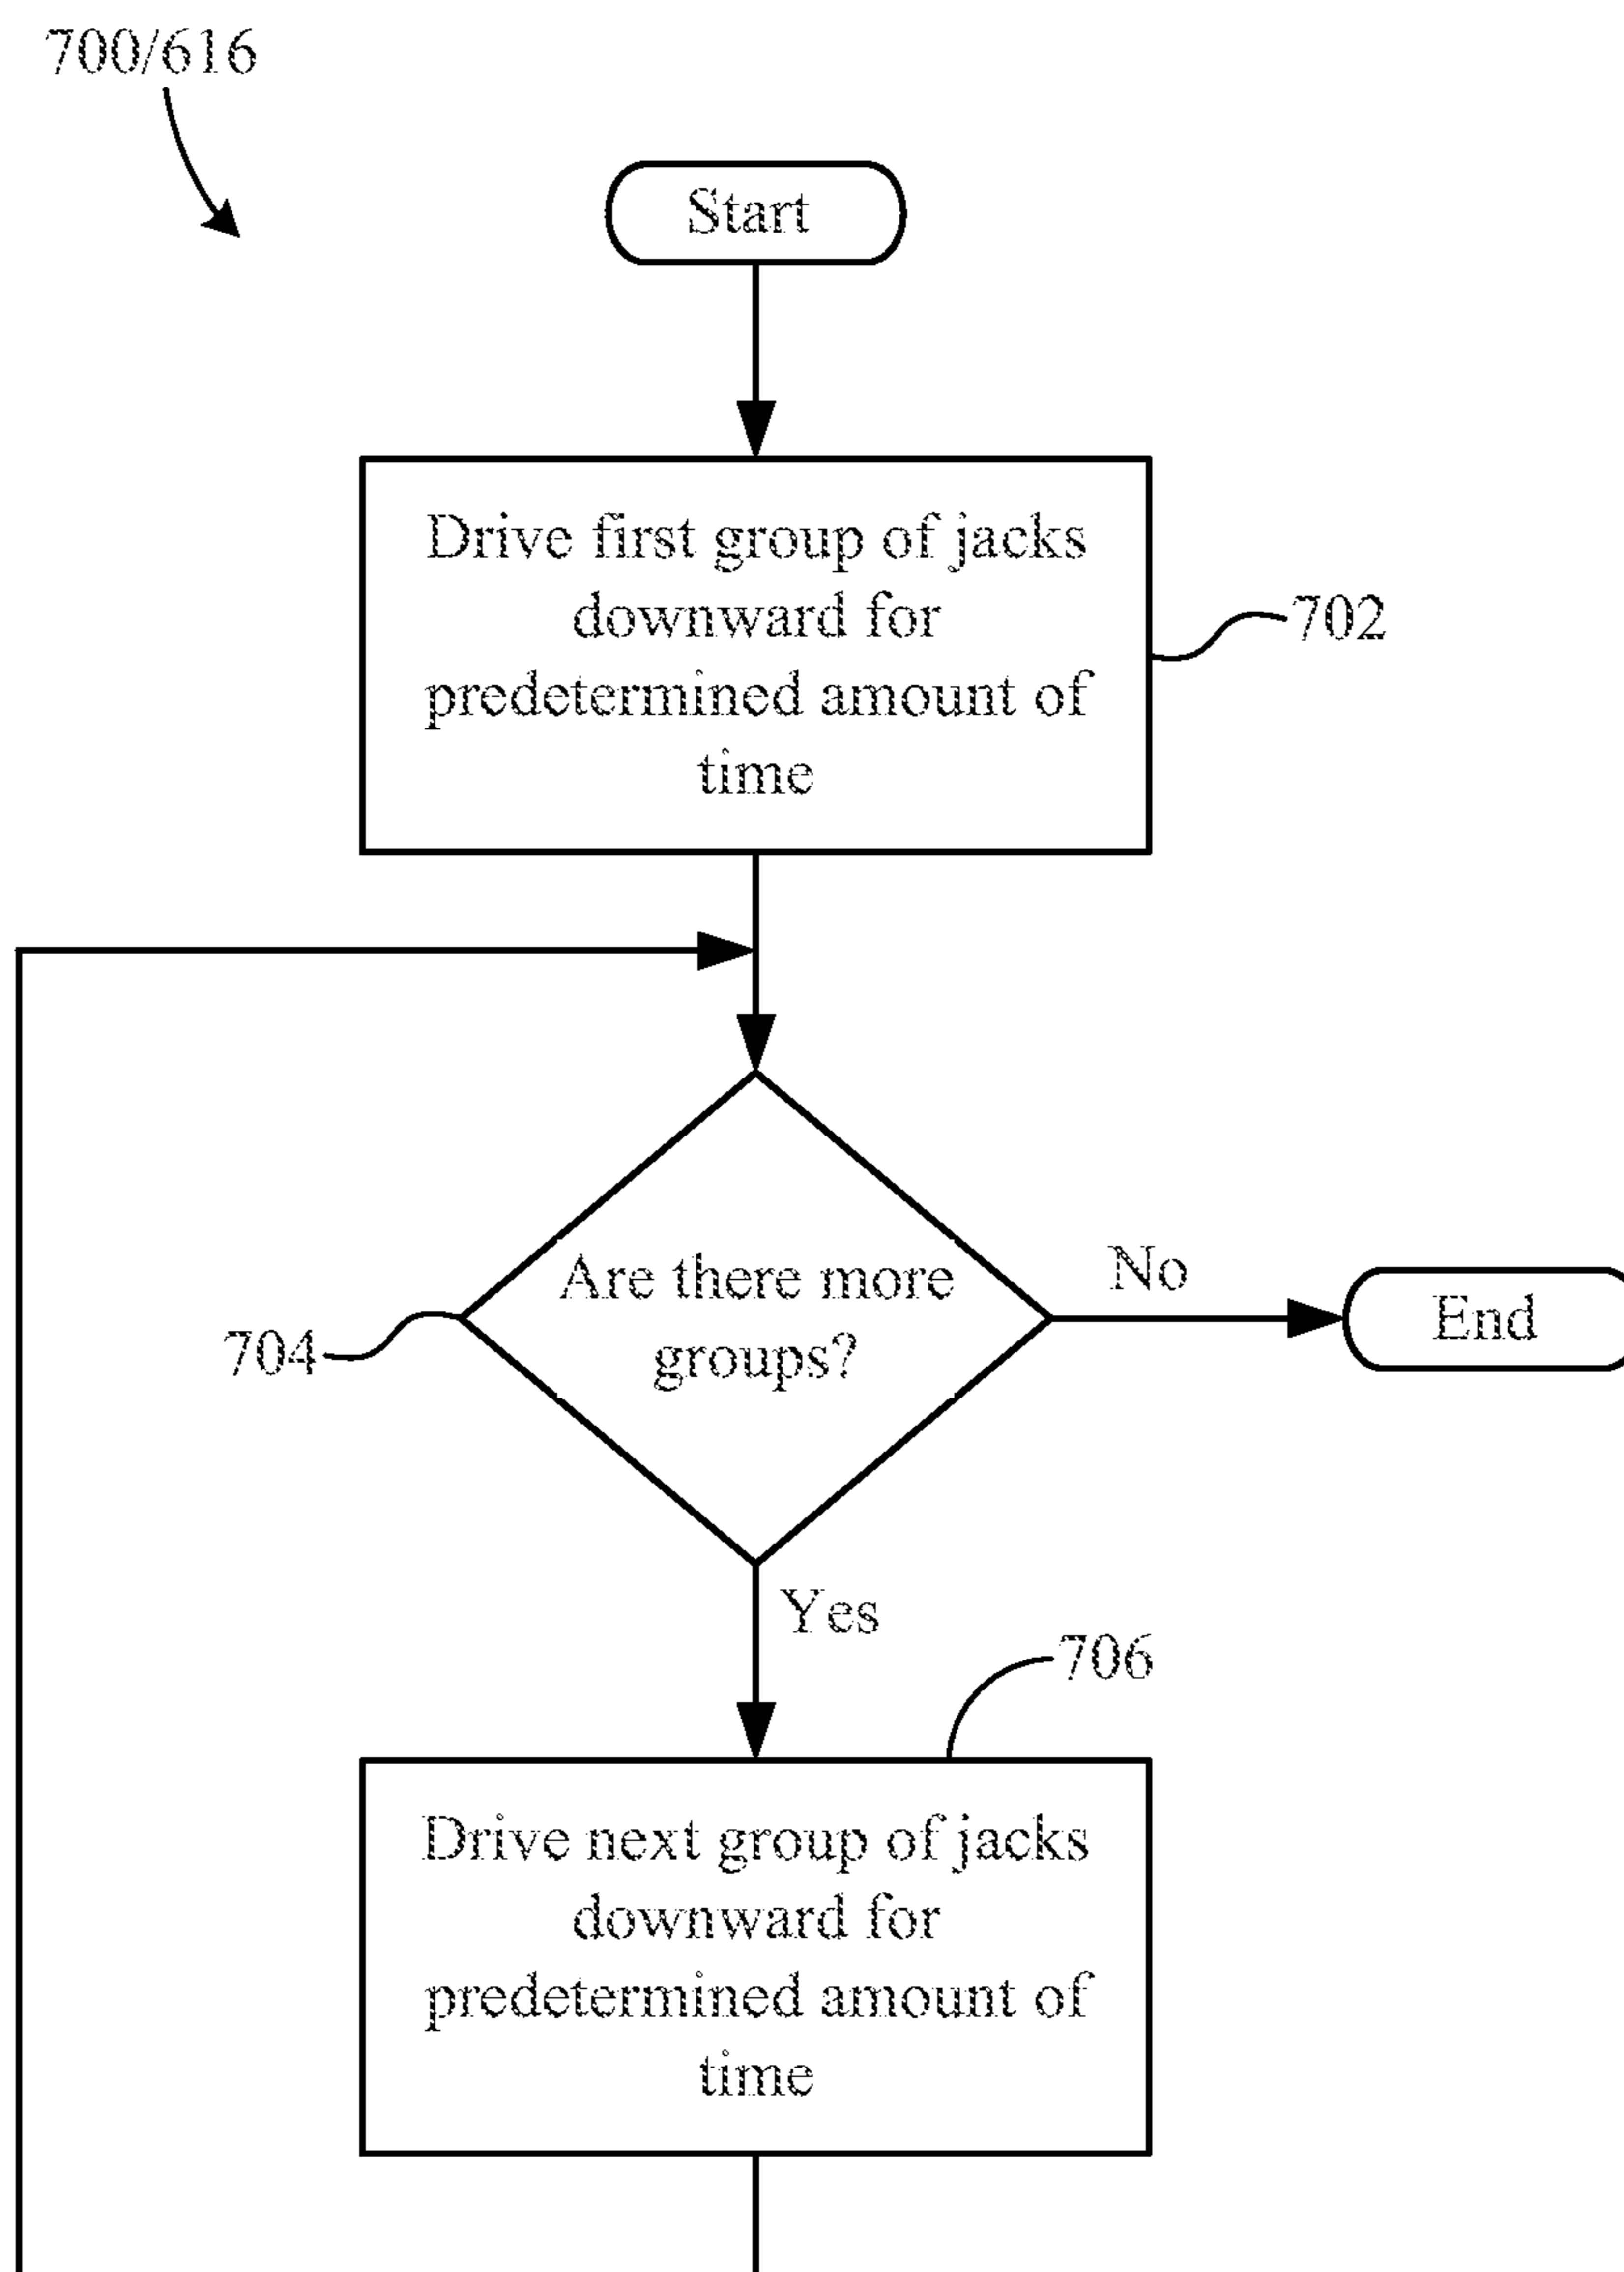 700/616
Start
Drive first group of jacks
downward for
predetermined amount of
time
702
Are there more
groups?
No
End
704
Yes
706
Drive next group of jacks
downward for
predetermined amount of
time